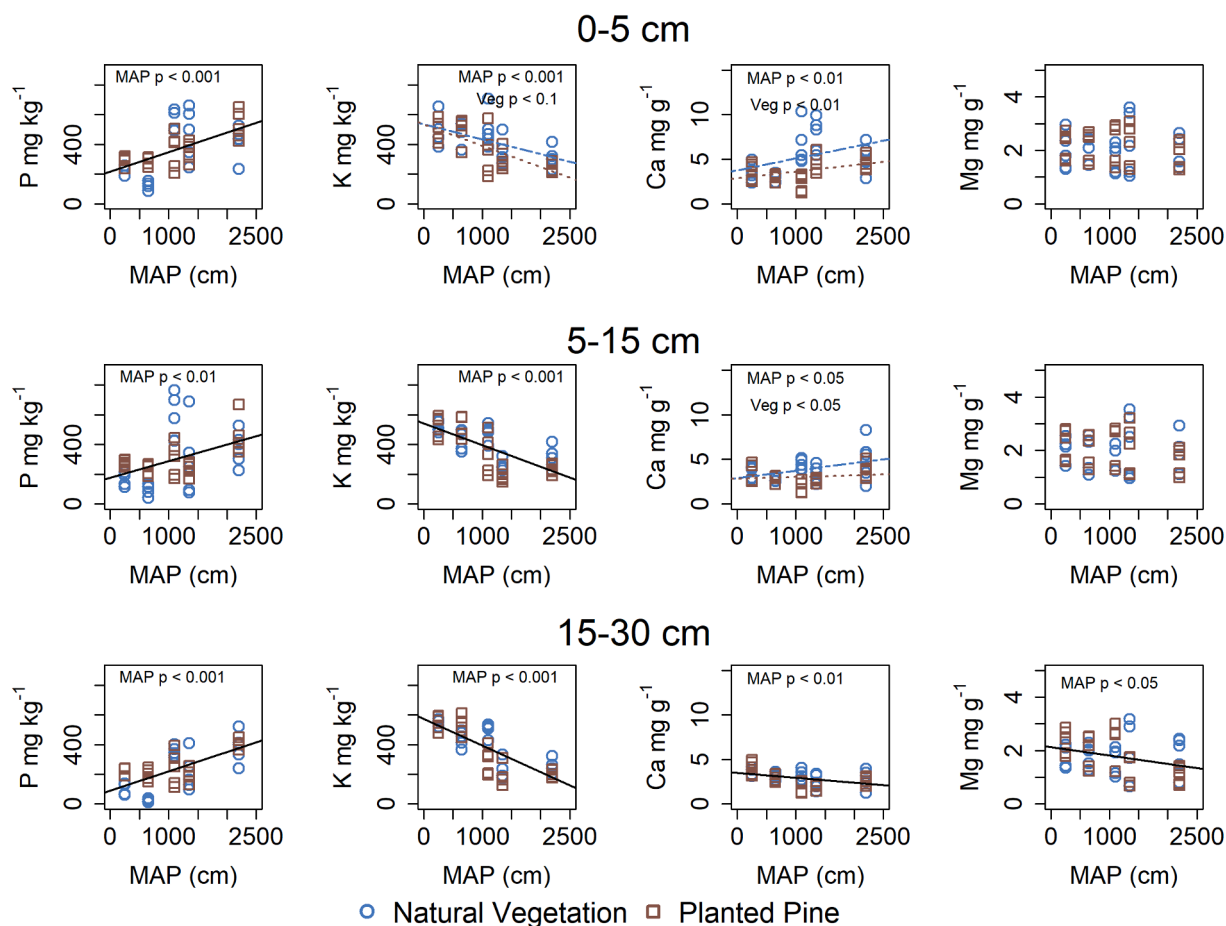 0-5 cm
MAP p < 0.001
P mg kg-1
0 400
0 1000 2500
MAP (cm)
MAP p < 0.001
Veg p < 0.1
K mg kg-1
0 400
0 1000 2500
MAP (cm)
MAP p < 0.01
Veg p < 0.01
Ca mg g-1
0 5 10
0 1000 2500
MAP (cm)
Mg mg g-1
0 2 4
0 1000 2500
MAP (cm)
5-15 cm
MAP p < 0.01
P mg kg-1
0 400
0 1000 2500
MAP (cm)
MAP p < 0.001
K mg kg-1
0 400
0 1000 2500
MAP (cm)
MAP p < 0.05
Veg p < 0.05
Ca mg g-1
0 5 10
0 1000 2500
MAP (cm)
Mg mg g-1
0 2 4
0 1000 2500
MAP (cm)
15-30 cm
MAP p < 0.001
P mg kg-1
0 400
0 1000 2500
MAP (cm)
MAP p < 0.001
K mg kg-1
0 400
0 1000 2500
MAP (cm)
MAP p < 0.01
Ca mg g-1
0 5 10
0 1000 2500
MAP (cm)
MAP p < 0.05
Mg mg g-1
0 2 4
0 1000 2500
MAP (cm)
Natural Vegetation Planted Pine